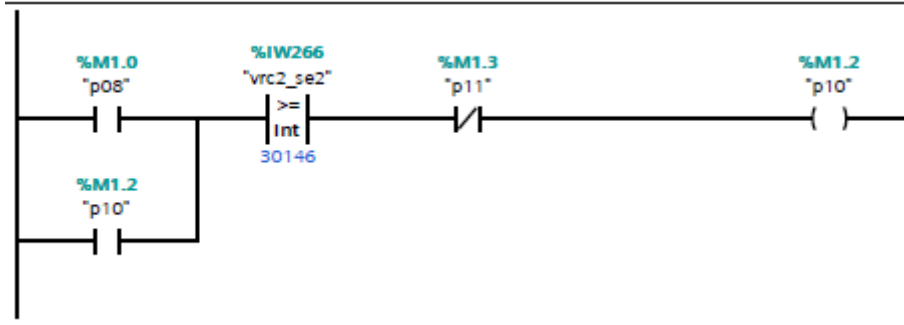 %M1.0
"p08"
%IW266
"vrc2_se2"
>=
Int
30146
%M1.3
"p11"
%M1.2
"p10"
%M1.2
"p10"